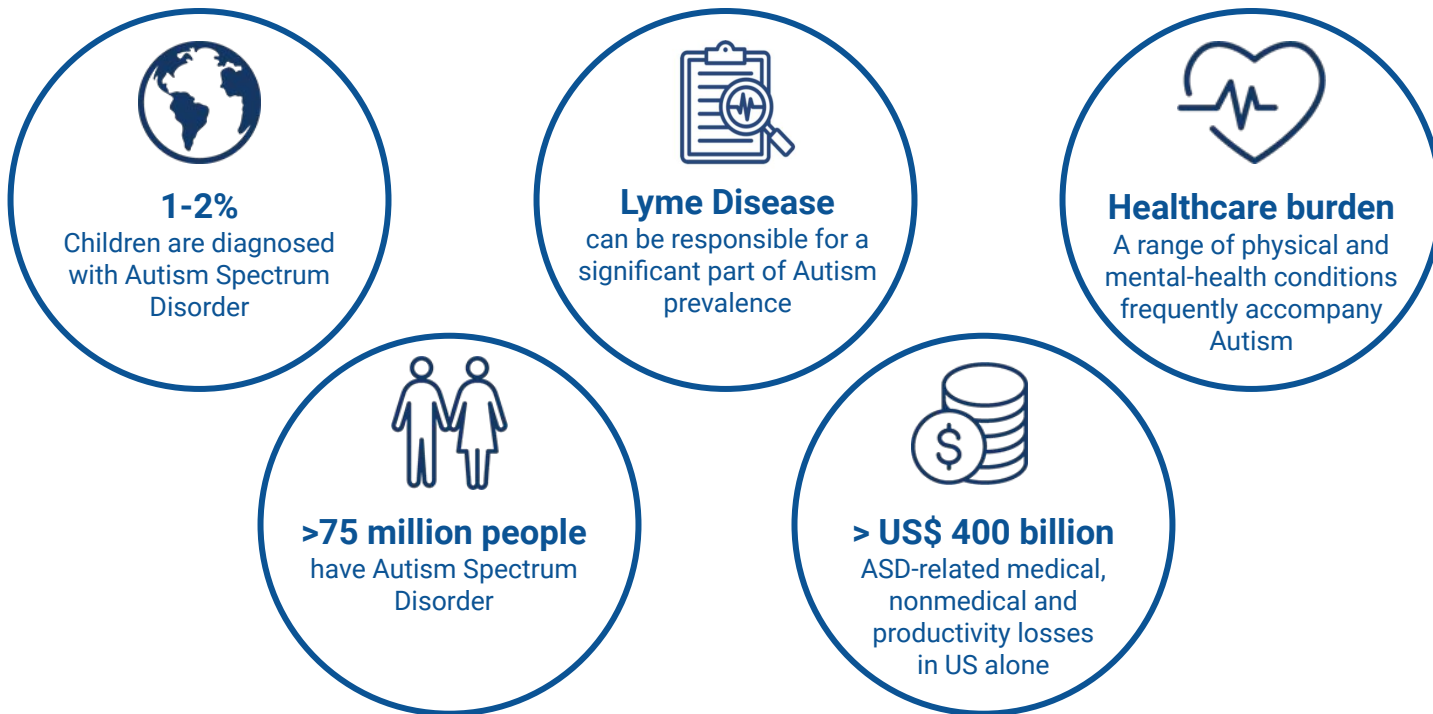 1-2%
Children are diagnosed
with Autism Spectrum
Disorder
Lyme Disease
can be responsible for a
significant part of Autism
prevalence
Healthcare burden
A range of physical and
mental-health conditions
frequently accompany
Autism
>75 million people
have Autism Spectrum
Disorder
$
> US$ 400 billion
ASD-related medical,
nonmedical and
productivity losses
in US alone